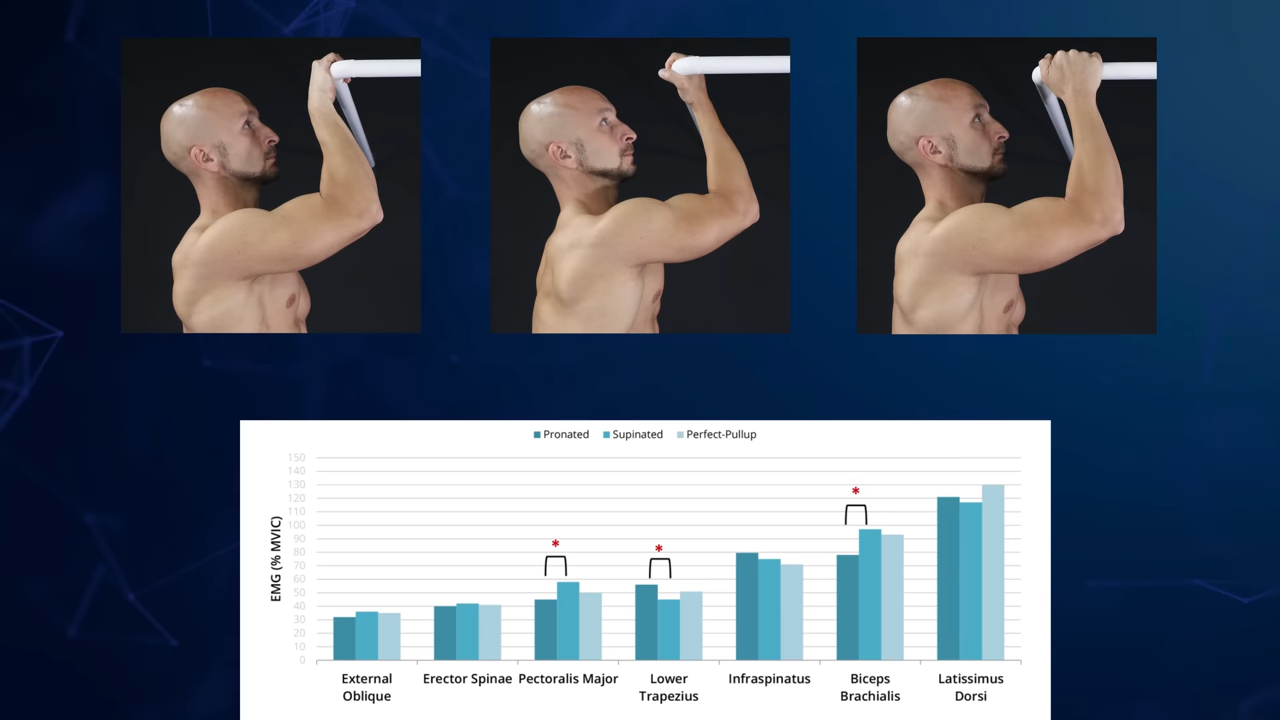 Pronated Supinated Perfect-Pullup
150
140
130
120
110
100
90
80
70
60
50
40
30
20
10
0
EMG (% MVIC)
*
*
*
External Oblique
Erector Spinae
Pectoralis Major
Lower Trapezius
Infraspinatus
Biceps Brachialis
Latissimus Dorsi